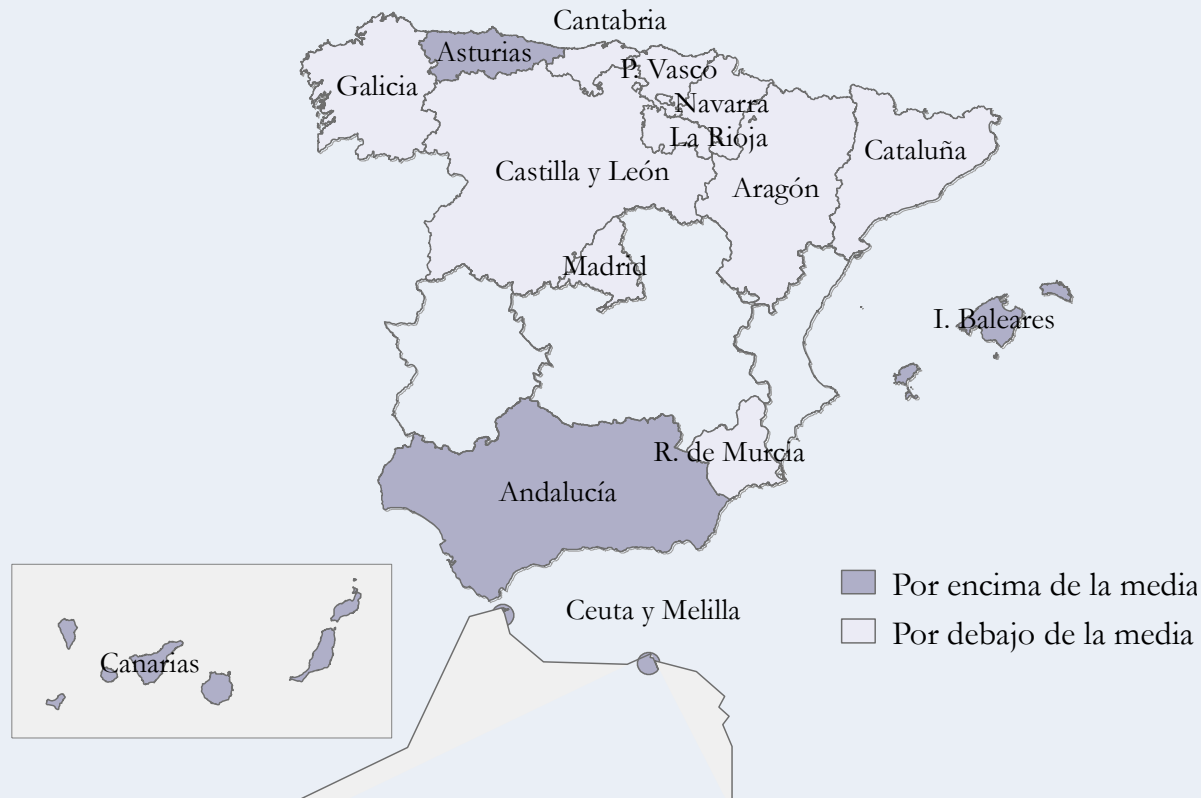 Cantabria
Asturias
P. Vasco
Galicia
Navarra
La Rioja
Cataluña
Castilla y León
Aragón
Madrid
I. Baleares
R. de Murcia
Andalucía
Por encima de la media
Ceuta y Melilla
Por debajo de la media
Canarias